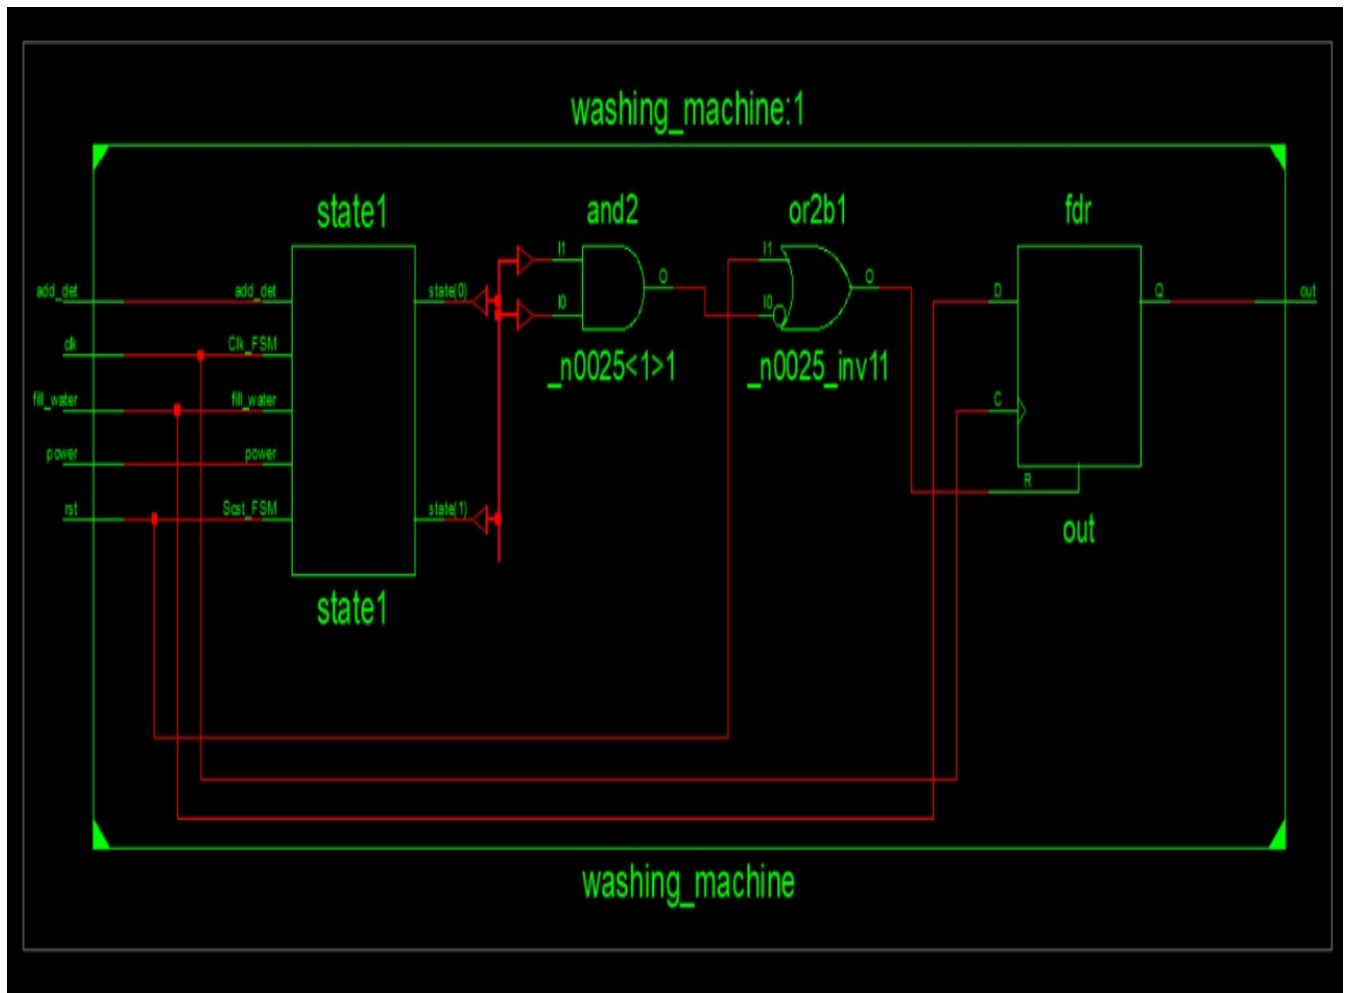 washing_machine:1
state1 and2 or2b1 fdr
add_det add_det state(0) I1 O I1 O D Q out
I0 I0
clk Clk_FSM
_n0025<1>1 _n0025_inv11
fill_water fill_water C
power power
rst Scst_FSM state(1) R
out
state1
washing_machine